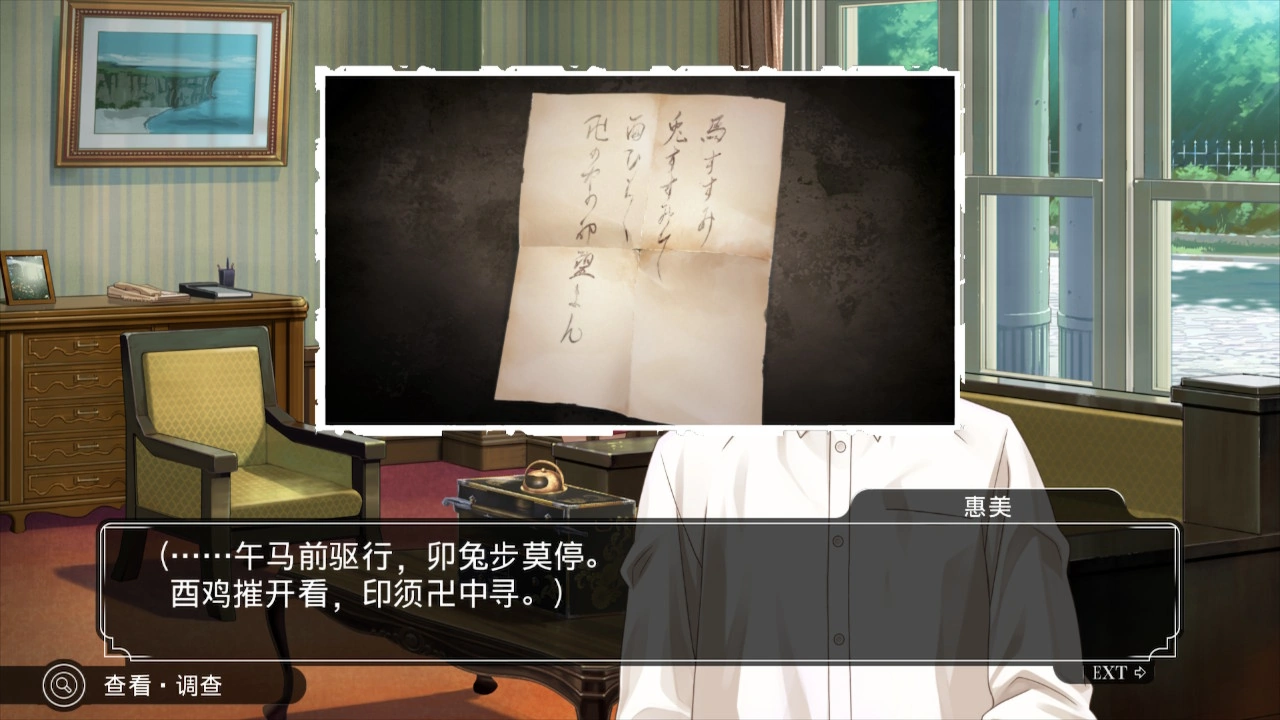 馬すすみ
兎すすみて
酉ひらく
卍の中の印望よん
惠美
(……午马前驱行，卯兔步莫停。
酉鸡摧开看，印须卍中寻。)
查看·调查
EXT